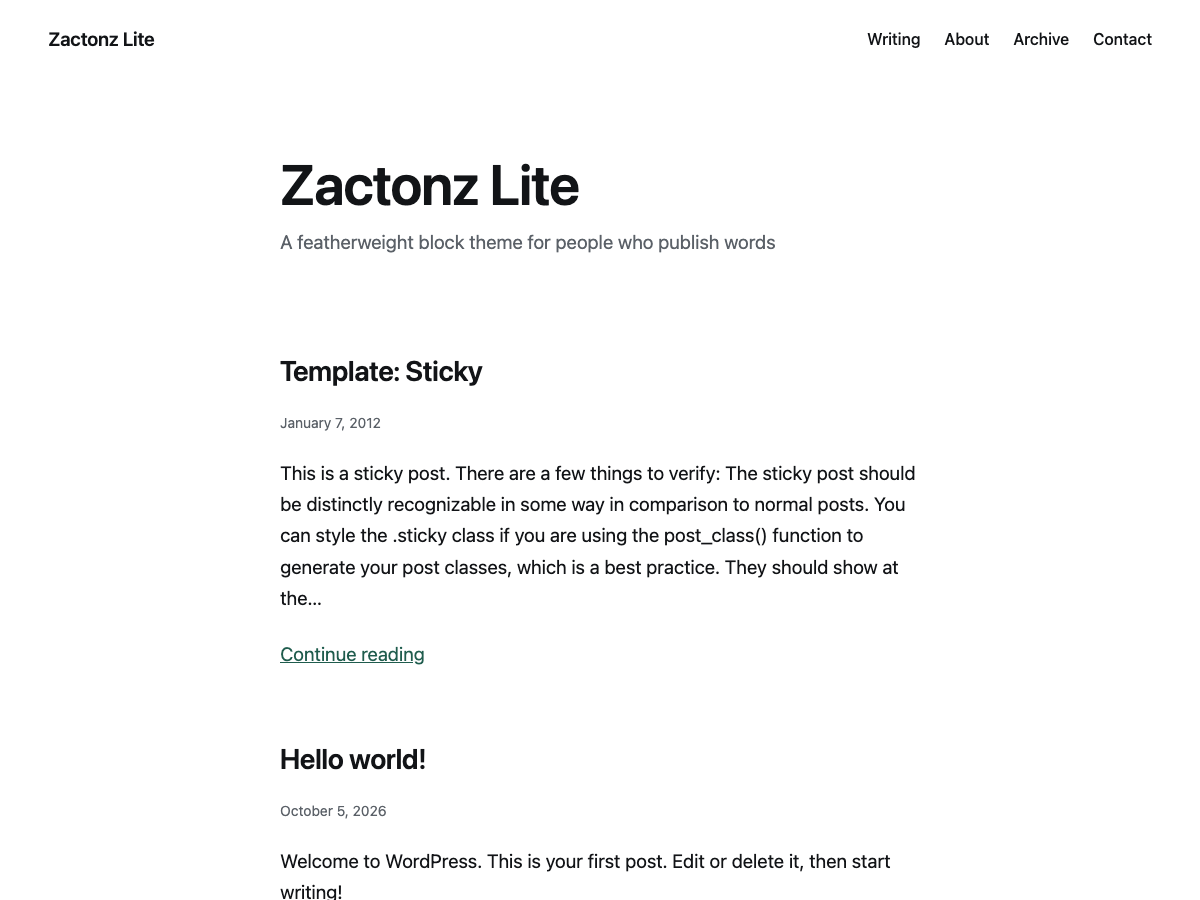 Zactonz Lite
Writing About Archive Contact
Zactonz Lite
A featherweight block theme for people who publish words
Template: Sticky
January 7, 2012
This is a sticky post. There are a few things to verify: The sticky post should
be distinctly recognizable in some way in comparison to normal posts. You
can style the .sticky class if you are using the post_class() function to
generate your post classes, which is a best practice. They should show at
the…
Continue reading
Hello world!
October 5, 2026
Welcome to WordPress. This is your first post. Edit or delete it, then start
writing!